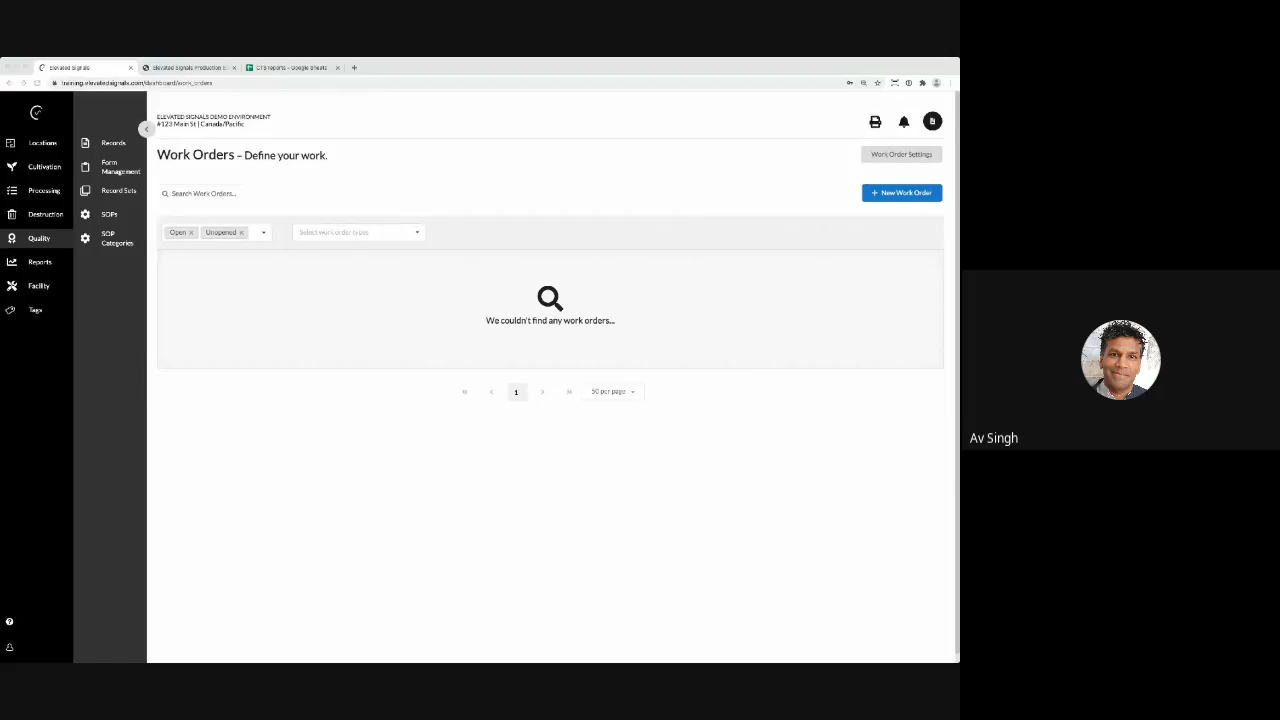 Elevated Signals
Elevated Signals Production E
CTS reports - Google Sheets
training.elevatedsignals.com/dashboard/work_orders
Locations
Cultivation
Processing
Destruction
Quality
Reports
Facility
Tags
Records
Form
Management
Record Sets
SOPs
SOP
Categories
ELEVATED SIGNALS DEMO ENVIRONMENT
#123 Main St | Canada/Pacific
Work Orders – Define your work.
Work Order Settings
Search Work Orders...
+ New Work Order
Open
Unopened
Select work order types
We couldn't find any work orders...
« ‹ 1 › »
50 per page
Av Singh